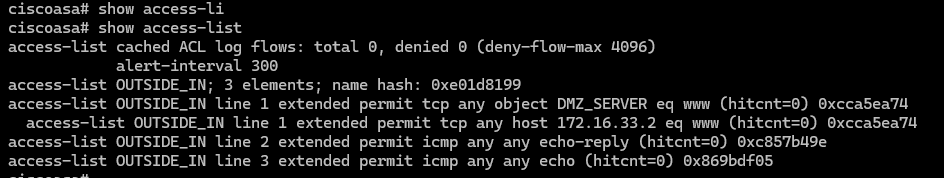 ciscoasa# show access-li
ciscoasa# show access-list
access-list cached ACL log flows: total 0, denied 0 (deny-flow-max 4096)
            alert-interval 300
access-list OUTSIDE_IN; 3 elements; name hash: 0xe01d8199
access-list OUTSIDE_IN line 1 extended permit tcp any object DMZ_SERVER eq www (hitcnt=0) 0xcca5ea74
  access-list OUTSIDE_IN line 1 extended permit tcp any host 172.16.33.2 eq www (hitcnt=0) 0xcca5ea74
access-list OUTSIDE_IN line 2 extended permit icmp any any echo-reply (hitcnt=0) 0xc857b49e
access-list OUTSIDE_IN line 3 extended permit icmp any any echo (hitcnt=0) 0x869bdf05
ciscoasa#